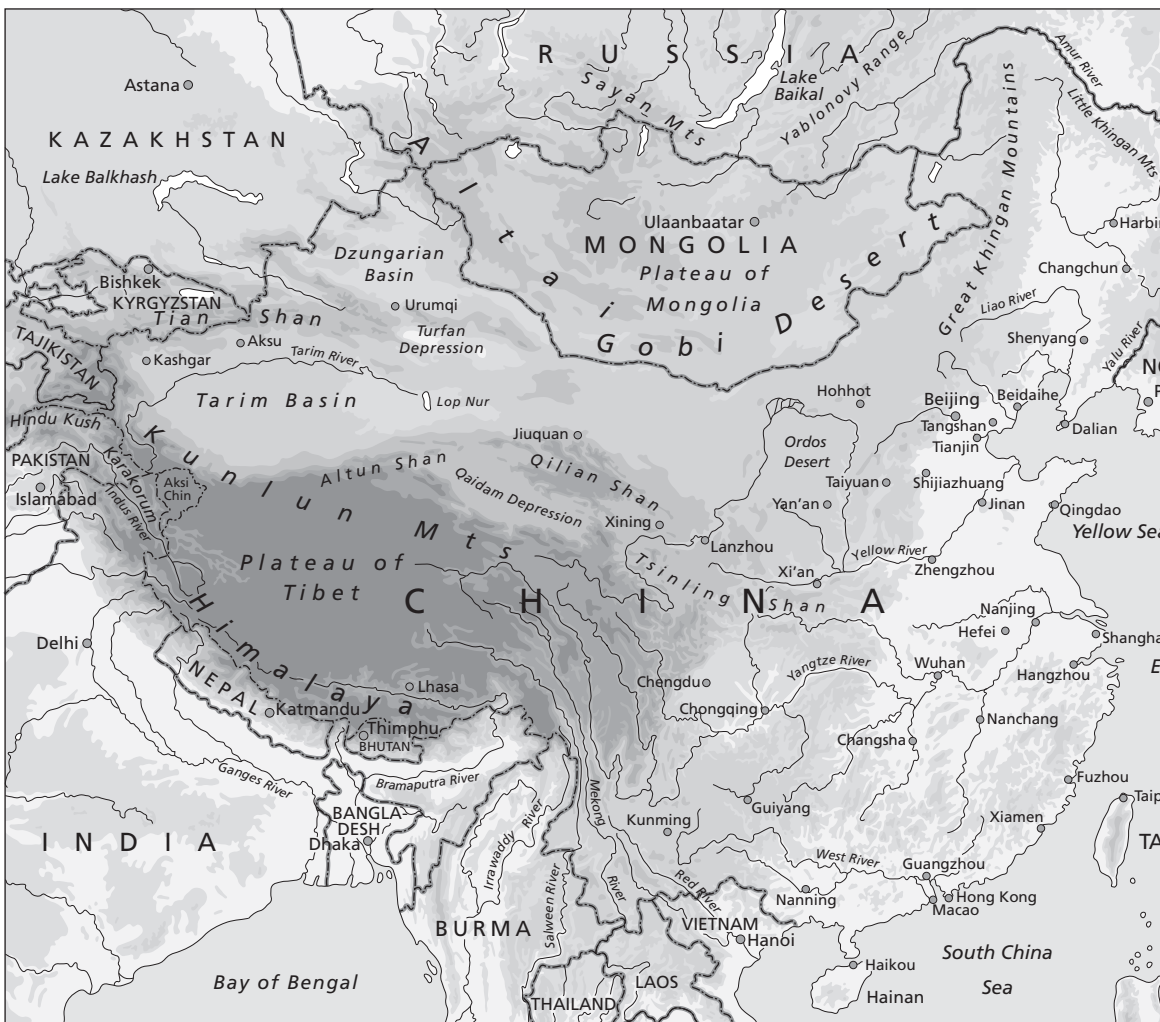 RUSSIA
Astana
Sayan Mts
Lake
Baikal
Yablonovy Range
Amur River
Little Khingan Mts
KAZAKHSTAN
Lake Balkhash
Altai
Great Khingan Mountains
Ulaanbaatar
MONGOLIA
Plateau of
Mongolia
Gobi Desert
Harbin
Changchun
Dzungarian
Basin
Bishkek
KYRGYZSTAN
Tian Shan
Urumqi
Turfan
Depression
Liao River
Shenyang
Yalu River
TAJIKISTAN
Kashgar
Aksu
Tarim River
Tarim Basin
Lop Nur
Hohhot
Beijing
Beidaihe
Tangshan
Tianjin
Dalian
Hindu Kush
Kunlun Mts
Jiuquan
Ordos
Desert
PAKISTAN
Islamabad
Karakorum
Indus River
Aksi
Chin
Altun Shan
Qilian Shan
Qaidam Depression
Taiyuan
Shijiazhuang
Yan'an
Jinan
Qingdao
Xining
Yellow Sea
Lanzhou
Yellow River
Zhengzhou
Plateau of
Tibet
Xi'an
Tsinling Shan
CHINA
Nanjing
Hefei
Shangha
Delhi
Himalaya
NEPAL
Katmandu
Lhasa
Yangtze River
Wuhan
Hangzhou
E
Chengdu
Chongqing
Nanchang
Changsha
Thimphu
BHUTAN
Ganges River
Bramaputra River
Fuzhou
Taip
Mekong
River
Guiyang
Kunming
Xiamen
TA
INDIA
BANGLA
DESH
Dhaka
Irrawaddy River
Salween River
West River
Guangzhou
Red River
Nanning
Hong Kong
Macao
BURMA
VIETNAM
Hanoi
South China
Sea
Bay of Bengal
LAOS
THAILAND
Haikou
Hainan